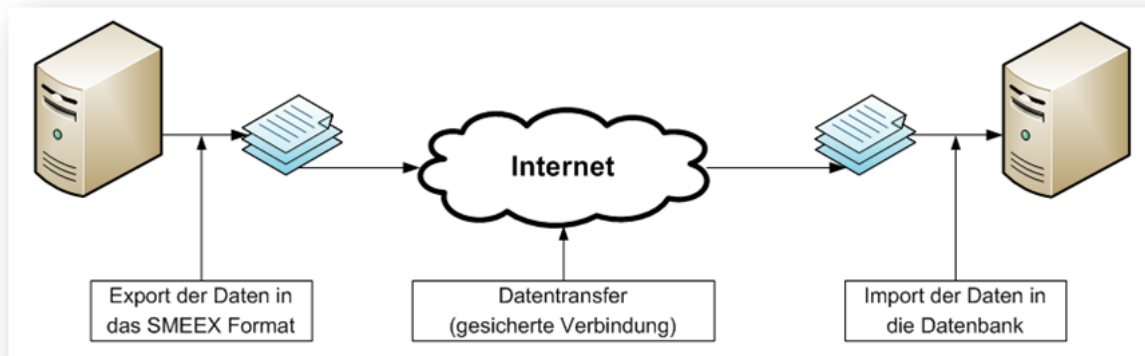 Internet
Export der Daten in
das SMEEX Format
Datentransfer
(gesicherte Verbindung)
Import der Daten in
die Datenbank